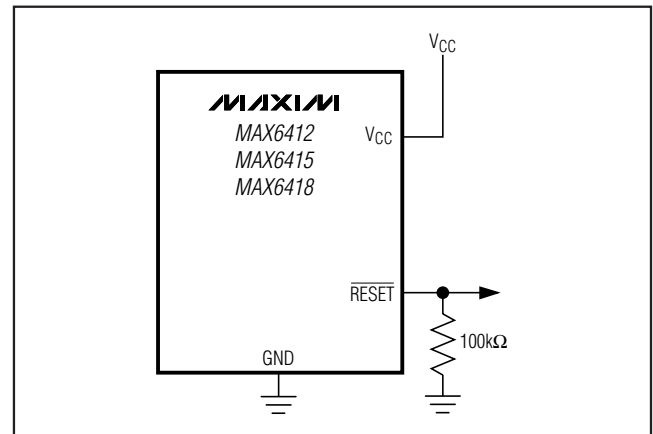 VCC
MAXIM
MAX6412
MAX6415
MAX6418
VCC
RESET
100kΩ
GND